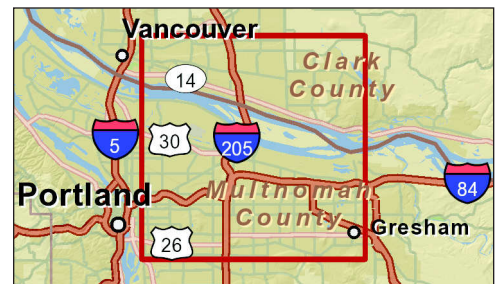 Vancouver
Clark
County
14
5
30
205
84
Portland
Multnomah
County
Gresham
26